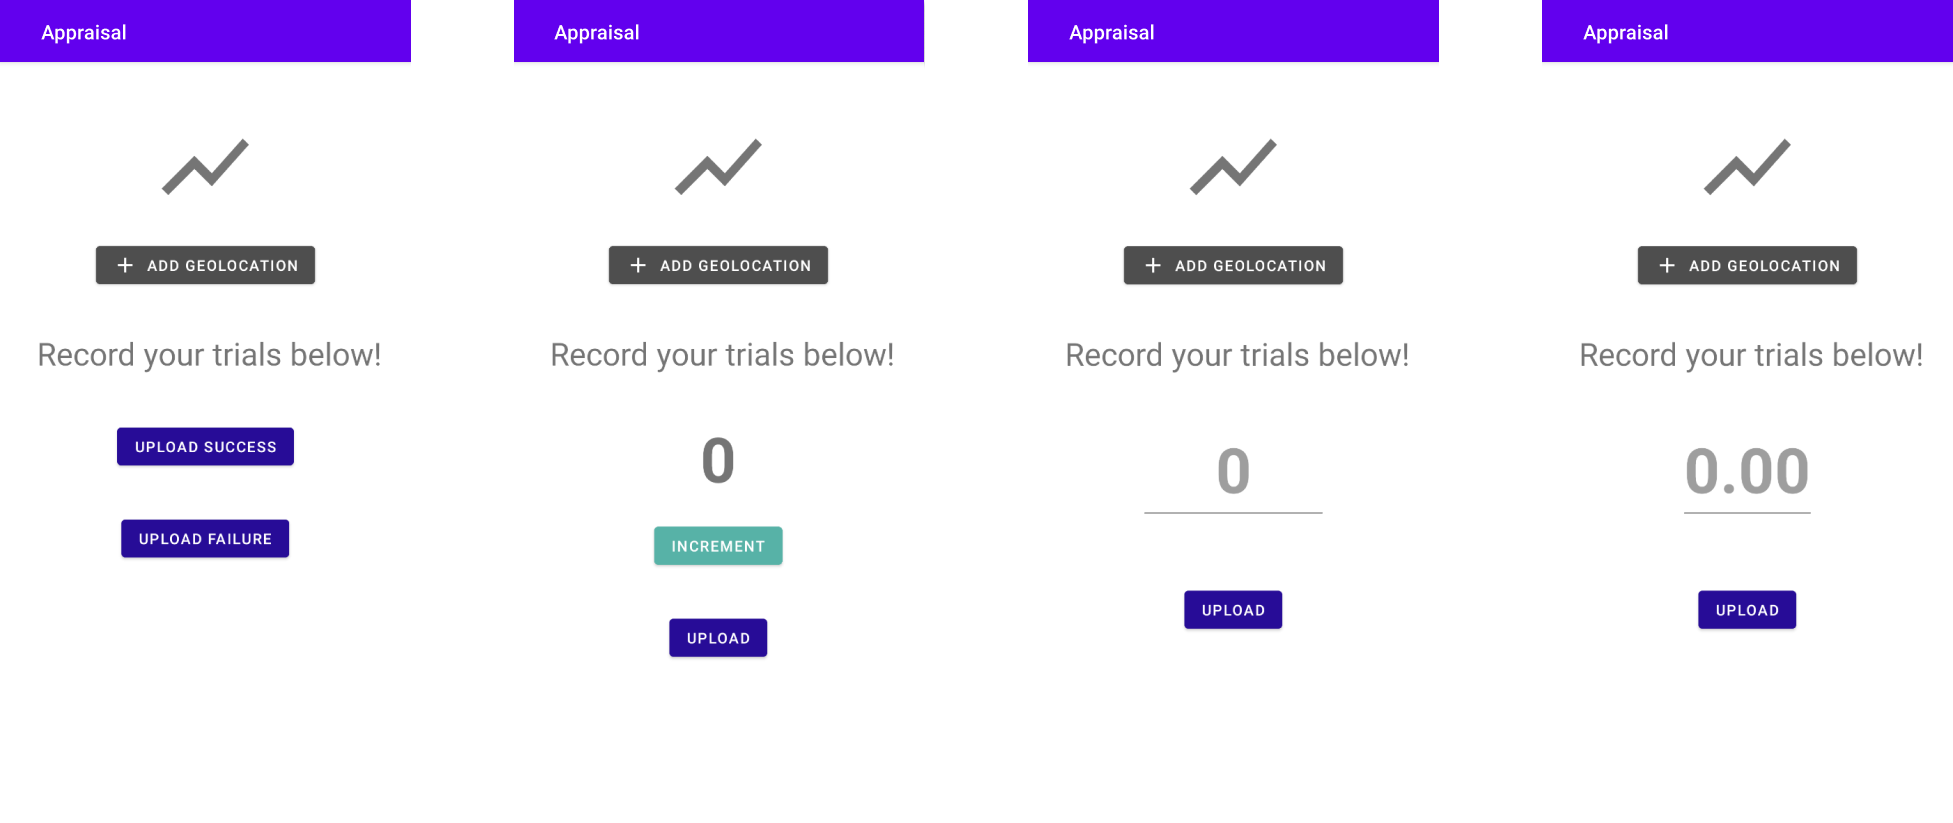 Appraisal
ADD GEOLOCATION
Record your trials below!
UPLOAD SUCCESS
UPLOAD FAILURE
Appraisal
ADD GEOLOCATION
Record your trials below!
0
INCREMENT
UPLOAD
Appraisal
ADD GEOLOCATION
Record your trials below!
0
UPLOAD
Appraisal
ADD GEOLOCATION
Record your trials below!
0.00
UPLOAD